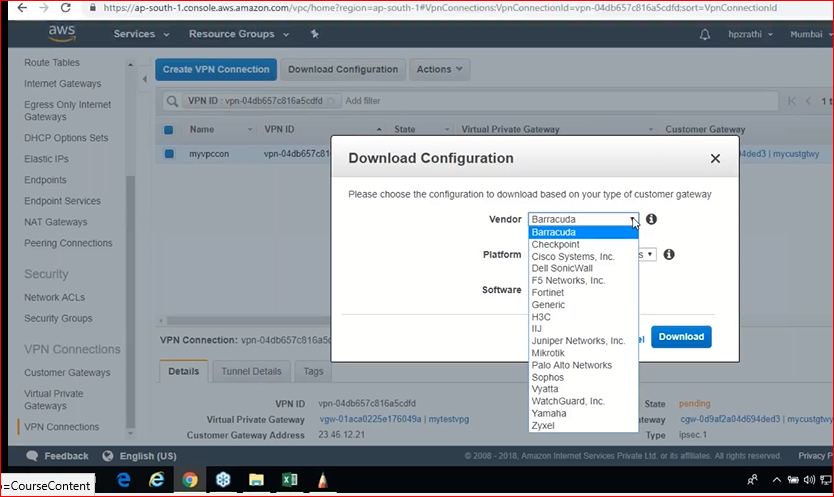 https://ap-south-1.console.aws.amazon.com/vpc/home?region=ap-south-1#VpnConnections:VpnConnectionId=vpn-04db657c816a5cdfd;sort=VpnConnectionId
aws
Services
Resource Groups
hpzrathi
Mumbai
Route Tables
Internet Gateways
Egress Only Internet
Gateways
DHCP Options Sets
Elastic IPs
Endpoints
Endpoint Services
NAT Gateways
Peering Connections
Security
Network ACLs
Security Groups
VPN Connections
Customer Gateways
Virtual Private
Gateways
VPN Connections
Create VPN Connection
Download Configuration
Actions
VPN ID : vpn-04db657c816a5cdfd
Add filter
1 t
Name
VPN ID
State
Virtual Private Gateway
Customer Gateway
myvpccon
vpn-04db657c81
94ded3 | mycustgtwy
Download Configuration
Please choose the configuration to download based on your type of customer gateway
Vendor
Barracuda
Barracuda
Checkpoint
Cisco Systems, Inc.
Dell SonicWall
F5 Networks, Inc.
Fortinet
Generic
H3C
IIJ
Juniper Networks, Inc.
Mikrotik
Palo Alto Networks
Sophos
Vyatta
WatchGuard, Inc.
Yamaha
Zyxel
Platform
s
Software
el
Download
VPN Connection: vpn-04db657c816a5c
Details
Tunnel Details
Tags
VPN ID
vpn-04db657c816a5cdfd
State
pending
Virtual Private Gateway
vgw-01aca0225e176049a | mytestvpg
Gateway
cgw-0d9af2a04d694ded3 | mycustgtwy
Customer Gateway Address
23.46.12.21
Type
ipsec.1
Feedback
English (US)
© 2008 - 2018, Amazon Internet Services Private Ltd. or its affiliates. All rights reserved.
Privacy P
=CourseContent